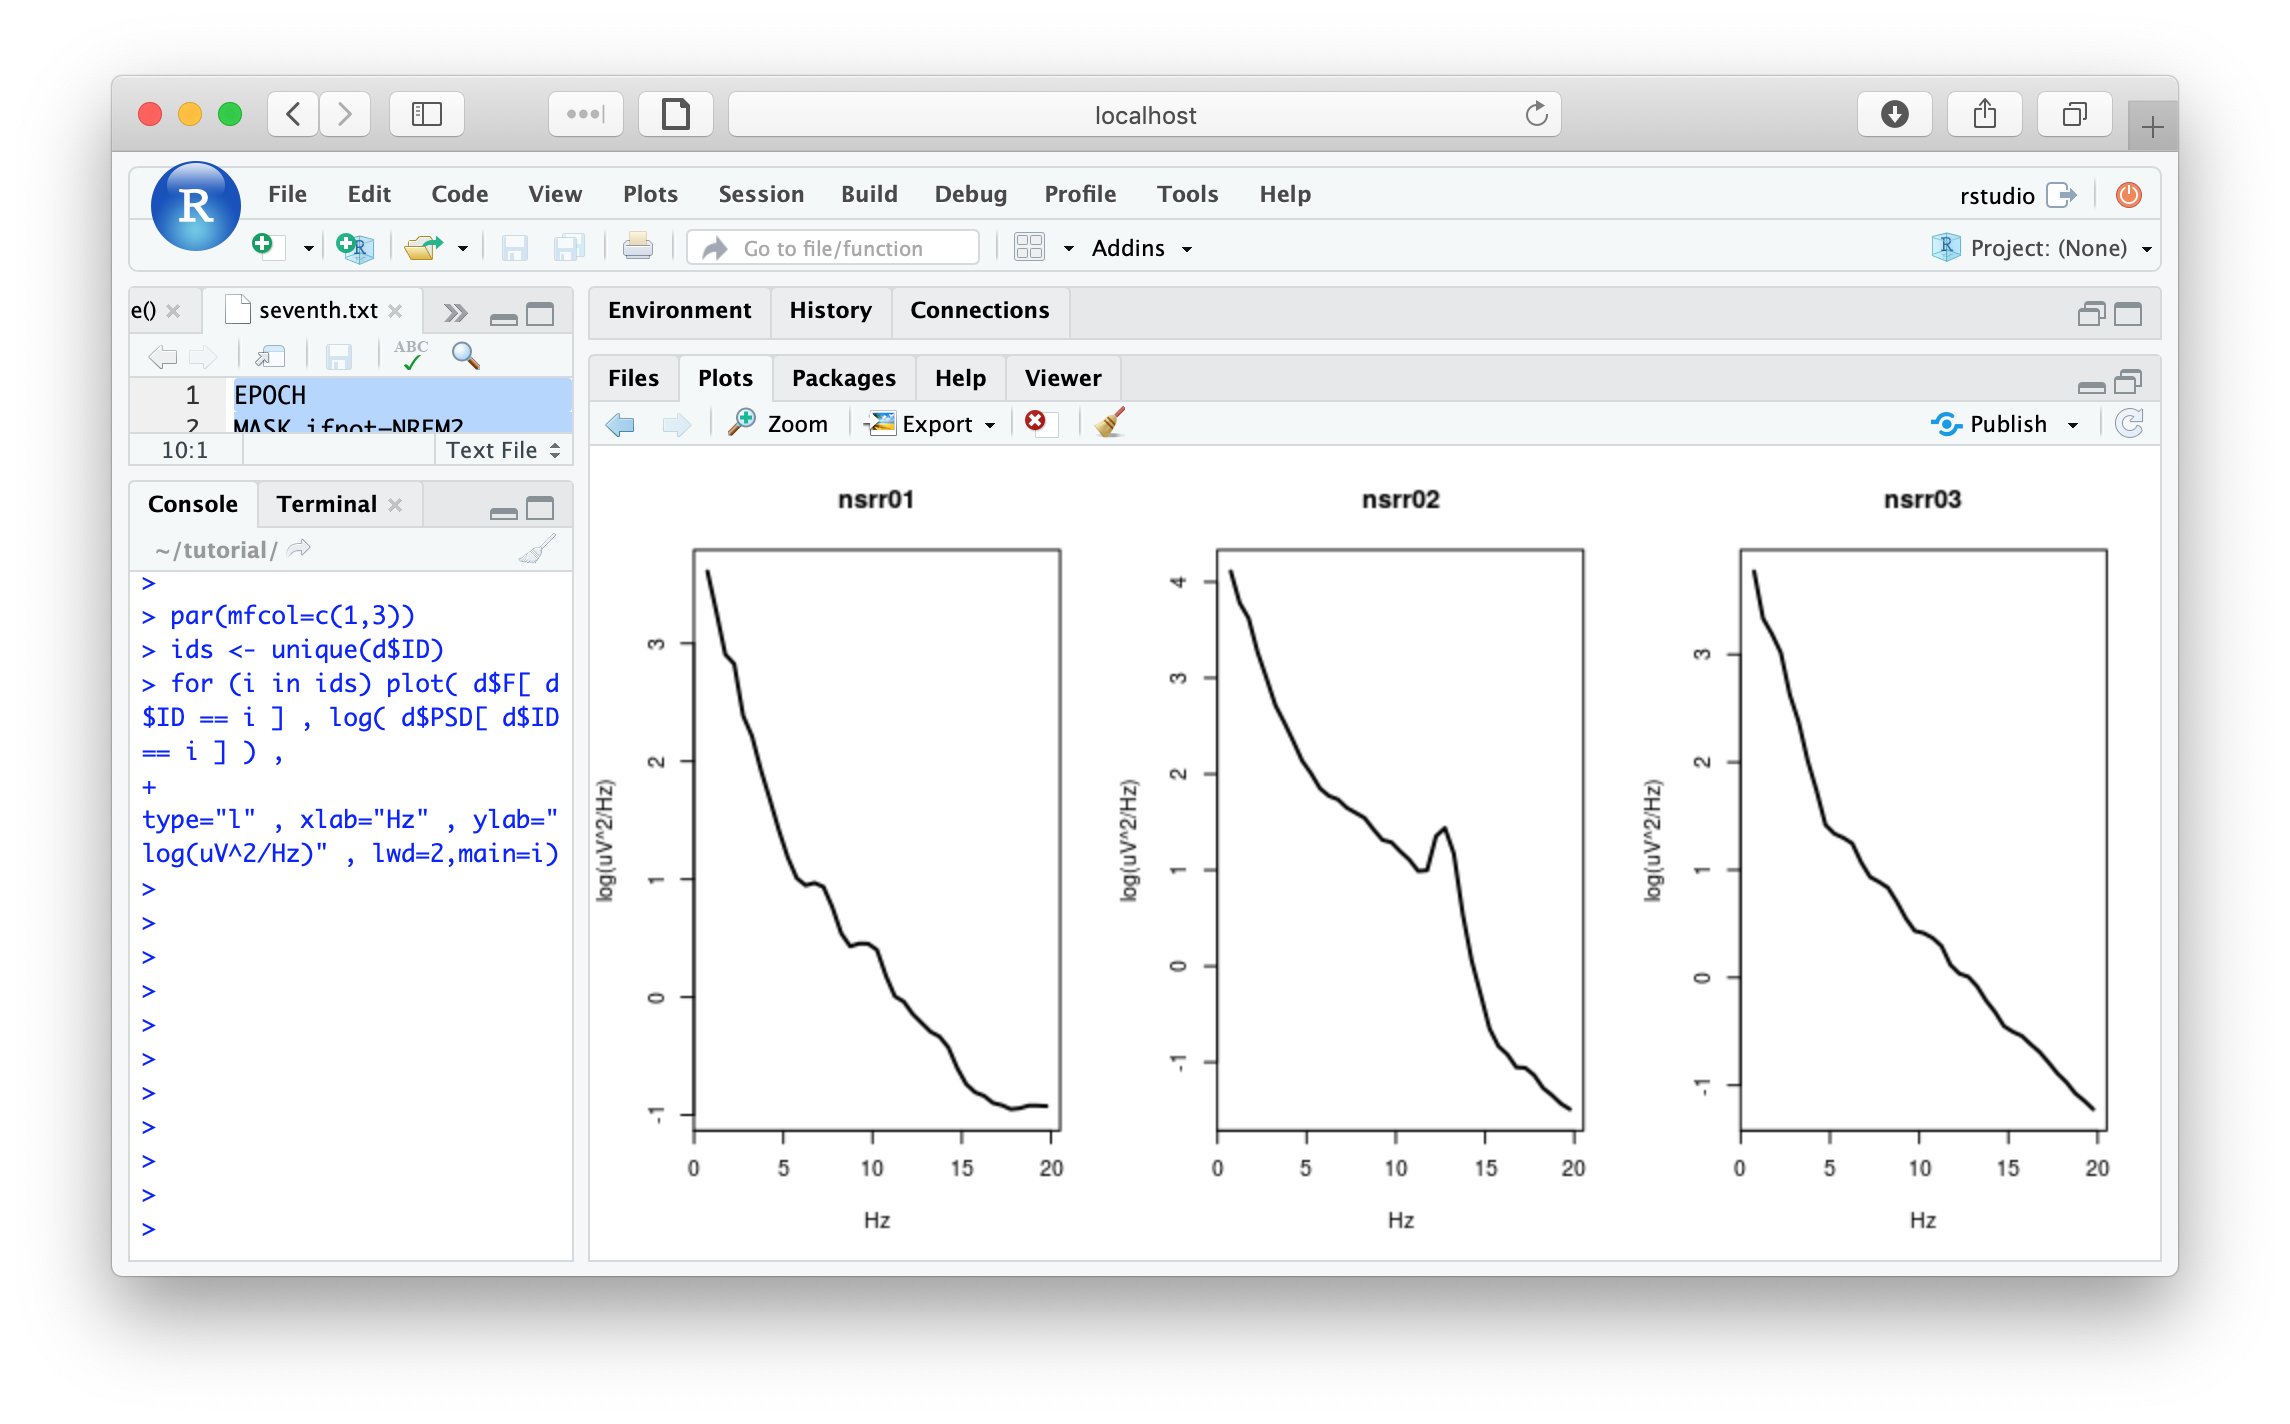 localhost
R
File Edit Code View Plots Session Build Debug Profile Tools Help
rstudio
Go to file/function
Addins
R Project: (None)
e()
seventh.txt
ABC
1 EPOCH
2 MASK ifnot=NREM2
10:1
Text File
Console
Terminal
~/tutorial/
>
> par(mfcol=c(1,3))
> ids <- unique(d$ID)
> for (i in ids) plot( d$F[ d
$ID == i ] , log( d$PSD[ d$ID
== i ] ) ,
+
type="l" , xlab="Hz" , ylab="
log(uV^2/Hz)" , lwd=2,main=i)
>
>
>
>
>
>
>
>
>
>
>
Environment History Connections
Files Plots Packages Help Viewer
Zoom Export Publish
nsrr01
log(uV^2/Hz)
3
2
1
0
-1
0 5 10 15 20
Hz
nsrr02
log(uV^2/Hz)
4
3
2
1
0
-1
0 5 10 15 20
Hz
nsrr03
log(uV^2/Hz)
3
2
1
0
-1
0 5 10 15 20
Hz